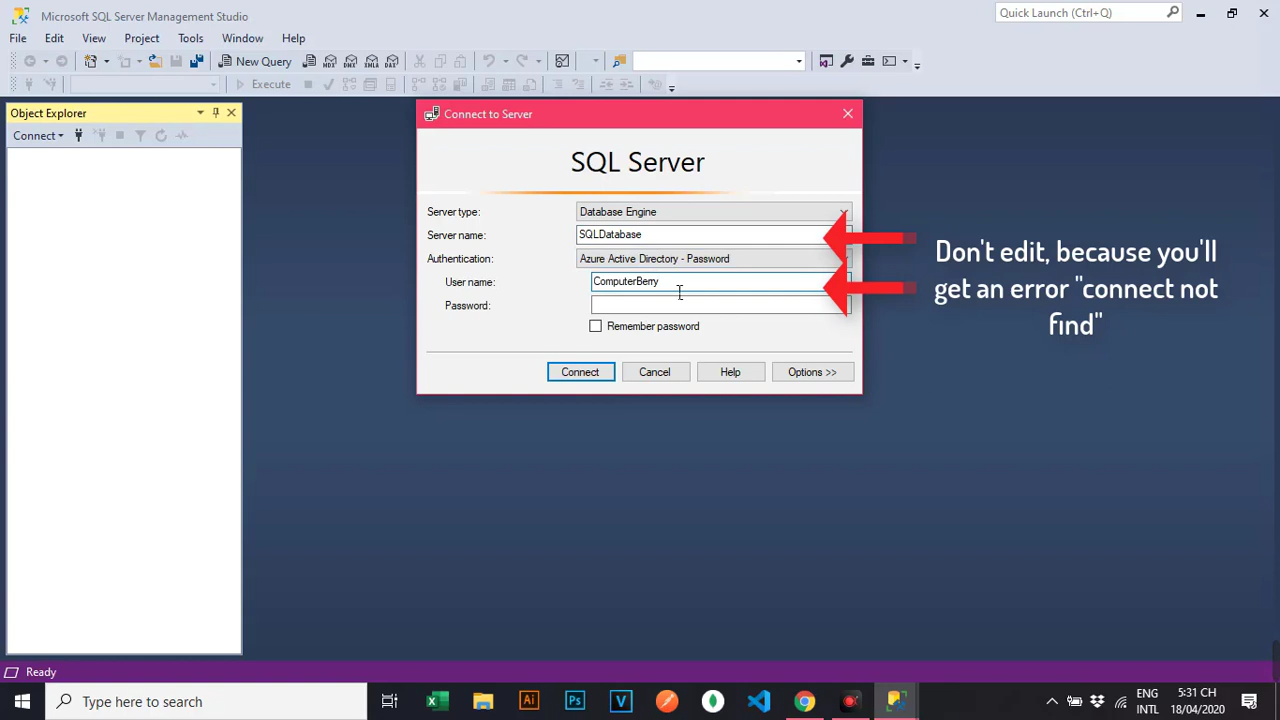 Microsoft SQL Server Management Studio
Quick Launch (Ctrl+Q)
File Edit View Project Tools Window Help
New Query
Execute
Object Explorer
Connect
Connect to Server
SQL Server
Server type: Database Engine
Server name: SQLDatabase
Authentication: Azure Active Directory - Password
User name: ComputerBerry
Password:
Remember password
Connect Cancel Help Options >>
Don't edit, because you'll
get an error "connect not
find"
Ready
Type here to search
Ai
Ps
V
ENG
INTL
5:31 CH
18/04/2020